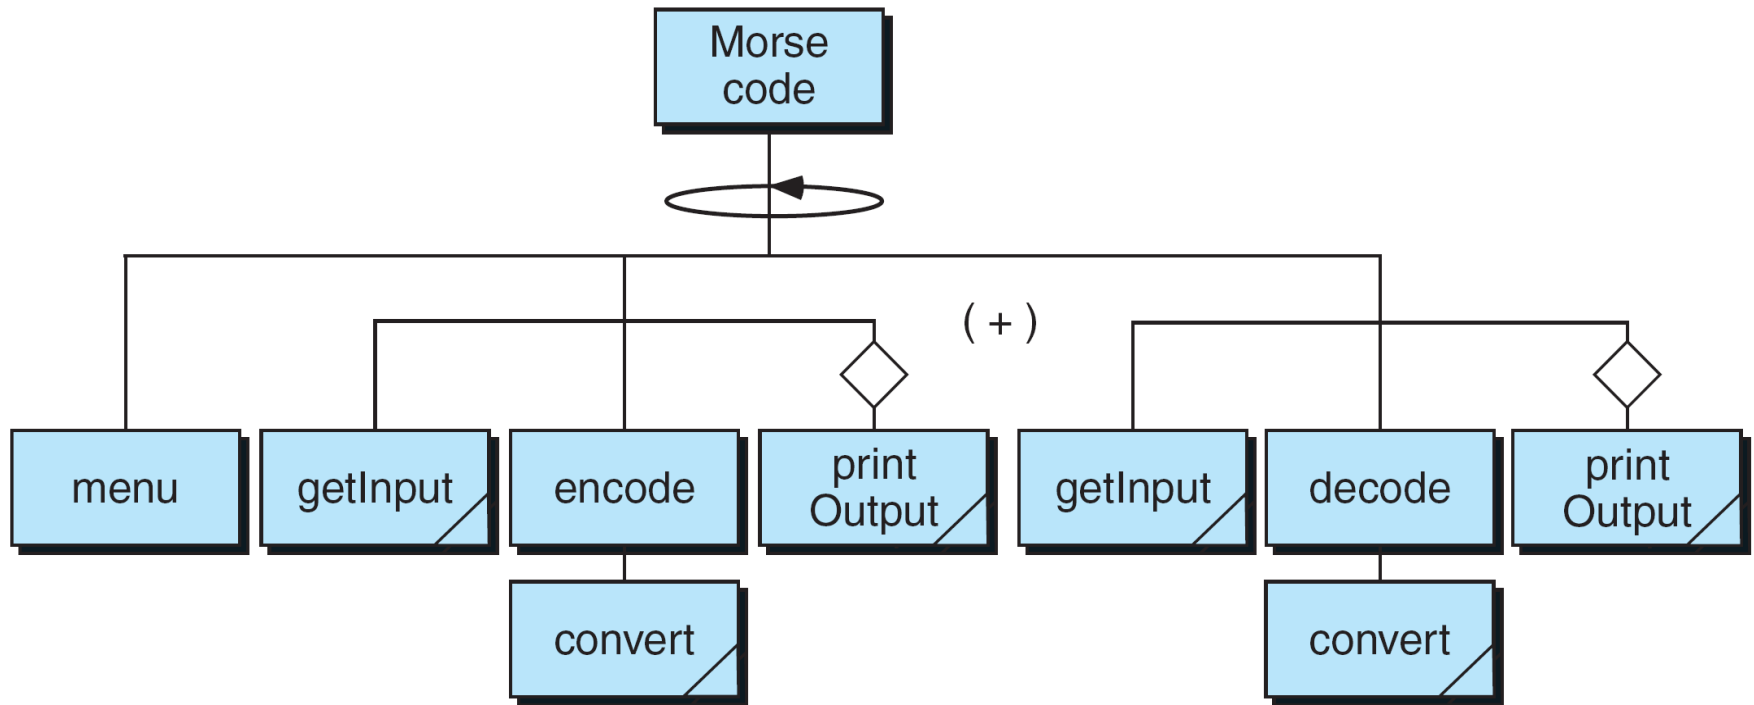 Morse
code
( + )
menu
getInput
encode
print
Output
getInput
decode
print
Output
convert
convert